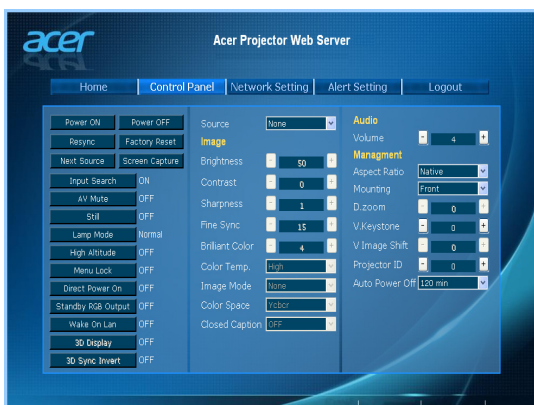 acer
Acer Projector Web Server
Home Control Panel Network Setting Alert Setting Logout
Power ON Power OFF
Resync Factory Reset
Next Source Screen Capture
Input Search ON
AV Mute OFF
Still OFF
Lamp Mode Normal
High Altitude OFF
Menu Lock OFF
Direct Power On OFF
Standby RGB Output OFF
Wake On Lan OFF
3D Display OFF
3D Sync Invert OFF
Source None
Image
Brightness - 50 +
Contrast - 0 +
Sharpness - 1 +
Fine Sync - 15 +
Brilliant Color - 4 +
Color Temp. High
Image Mode None
Color Space Ycbcr
Closed Caption OFF
Audio
Volume - 4 +
Managment
Aspect Ratio Native
Mounting Front
D.zoom - 0 +
V.Keystone - 0 +
V Image Shift - 0 +
Projector ID - 0 +
Auto Power Off 120 min